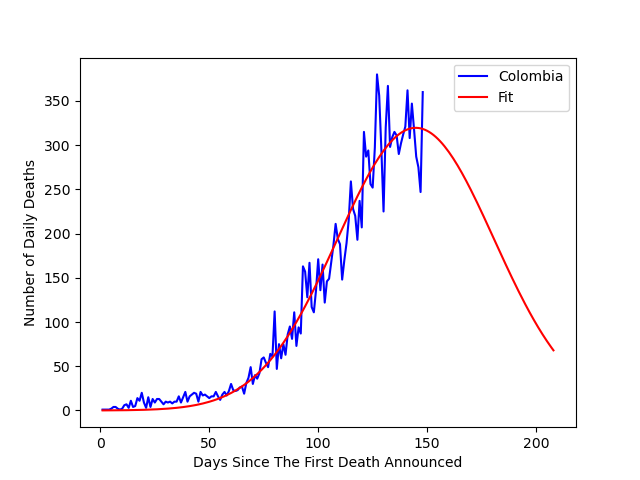 Colombia
Fit
350
300
250
200
150
100
50
0
Number of Daily Deaths
0 50 100 150 200
Days Since The First Death Announced